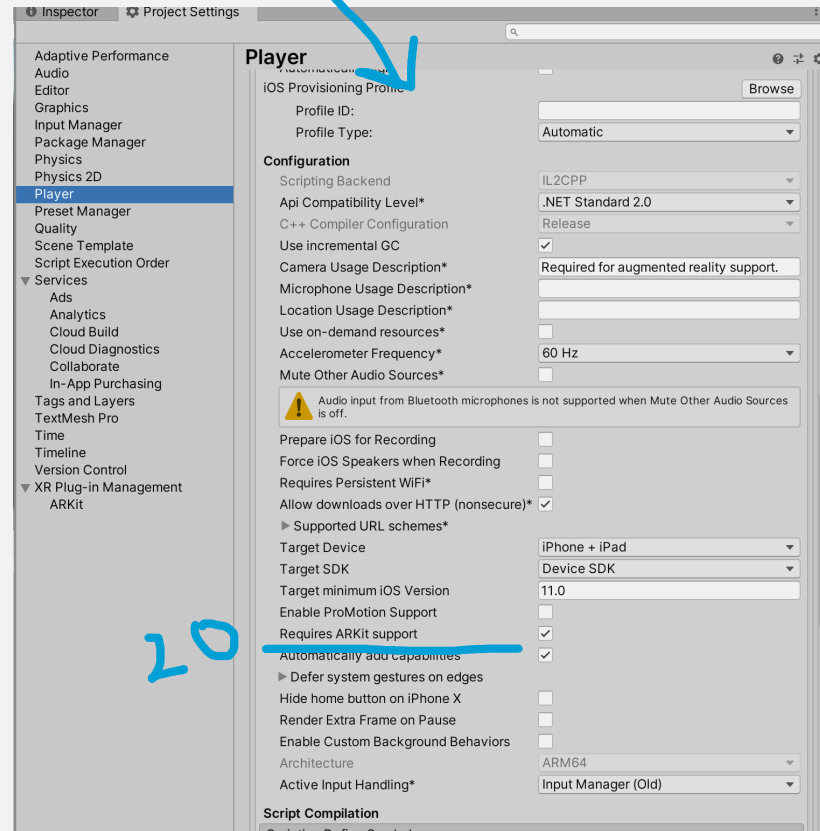 Inspector
Project Settings
Adaptive Performance
Audio
Editor
Graphics
Input Manager
Package Manager
Physics
Physics 2D
Player
Preset Manager
Quality
Scene Template
Script Execution Order
Services
Ads
Analytics
Cloud Build
Cloud Diagnostics
Collaborate
In-App Purchasing
Tags and Layers
TextMesh Pro
Time
Timeline
Version Control
XR Plug-in Management
ARKit
Player
iOS Provisioning Profile
Browse
Profile ID:
Profile Type: Automatic
Configuration
Scripting Backend IL2CPP
Api Compatibility Level* .NET Standard 2.0
C++ Compiler Configuration Release
Use incremental GC
Camera Usage Description* Required for augmented reality support.
Microphone Usage Description*
Location Usage Description*
Use on-demand resources*
Accelerometer Frequency* 60 Hz
Mute Other Audio Sources*
Audio input from Bluetooth microphones is not supported when Mute Other Audio Sources
is off.
Prepare iOS for Recording
Force iOS Speakers when Recording
Requires Persistent WiFi*
Allow downloads over HTTP (nonsecure)*
Supported URL schemes*
Target Device iPhone + iPad
Target SDK Device SDK
Target minimum iOS Version 11.0
Enable ProMotion Support
20
Requires ARKit support
Automatically add capabilities
Defer system gestures on edges
Hide home button on iPhone X
Render Extra Frame on Pause
Enable Custom Background Behaviors
Architecture ARM64
Active Input Handling* Input Manager (Old)
Script Compilation